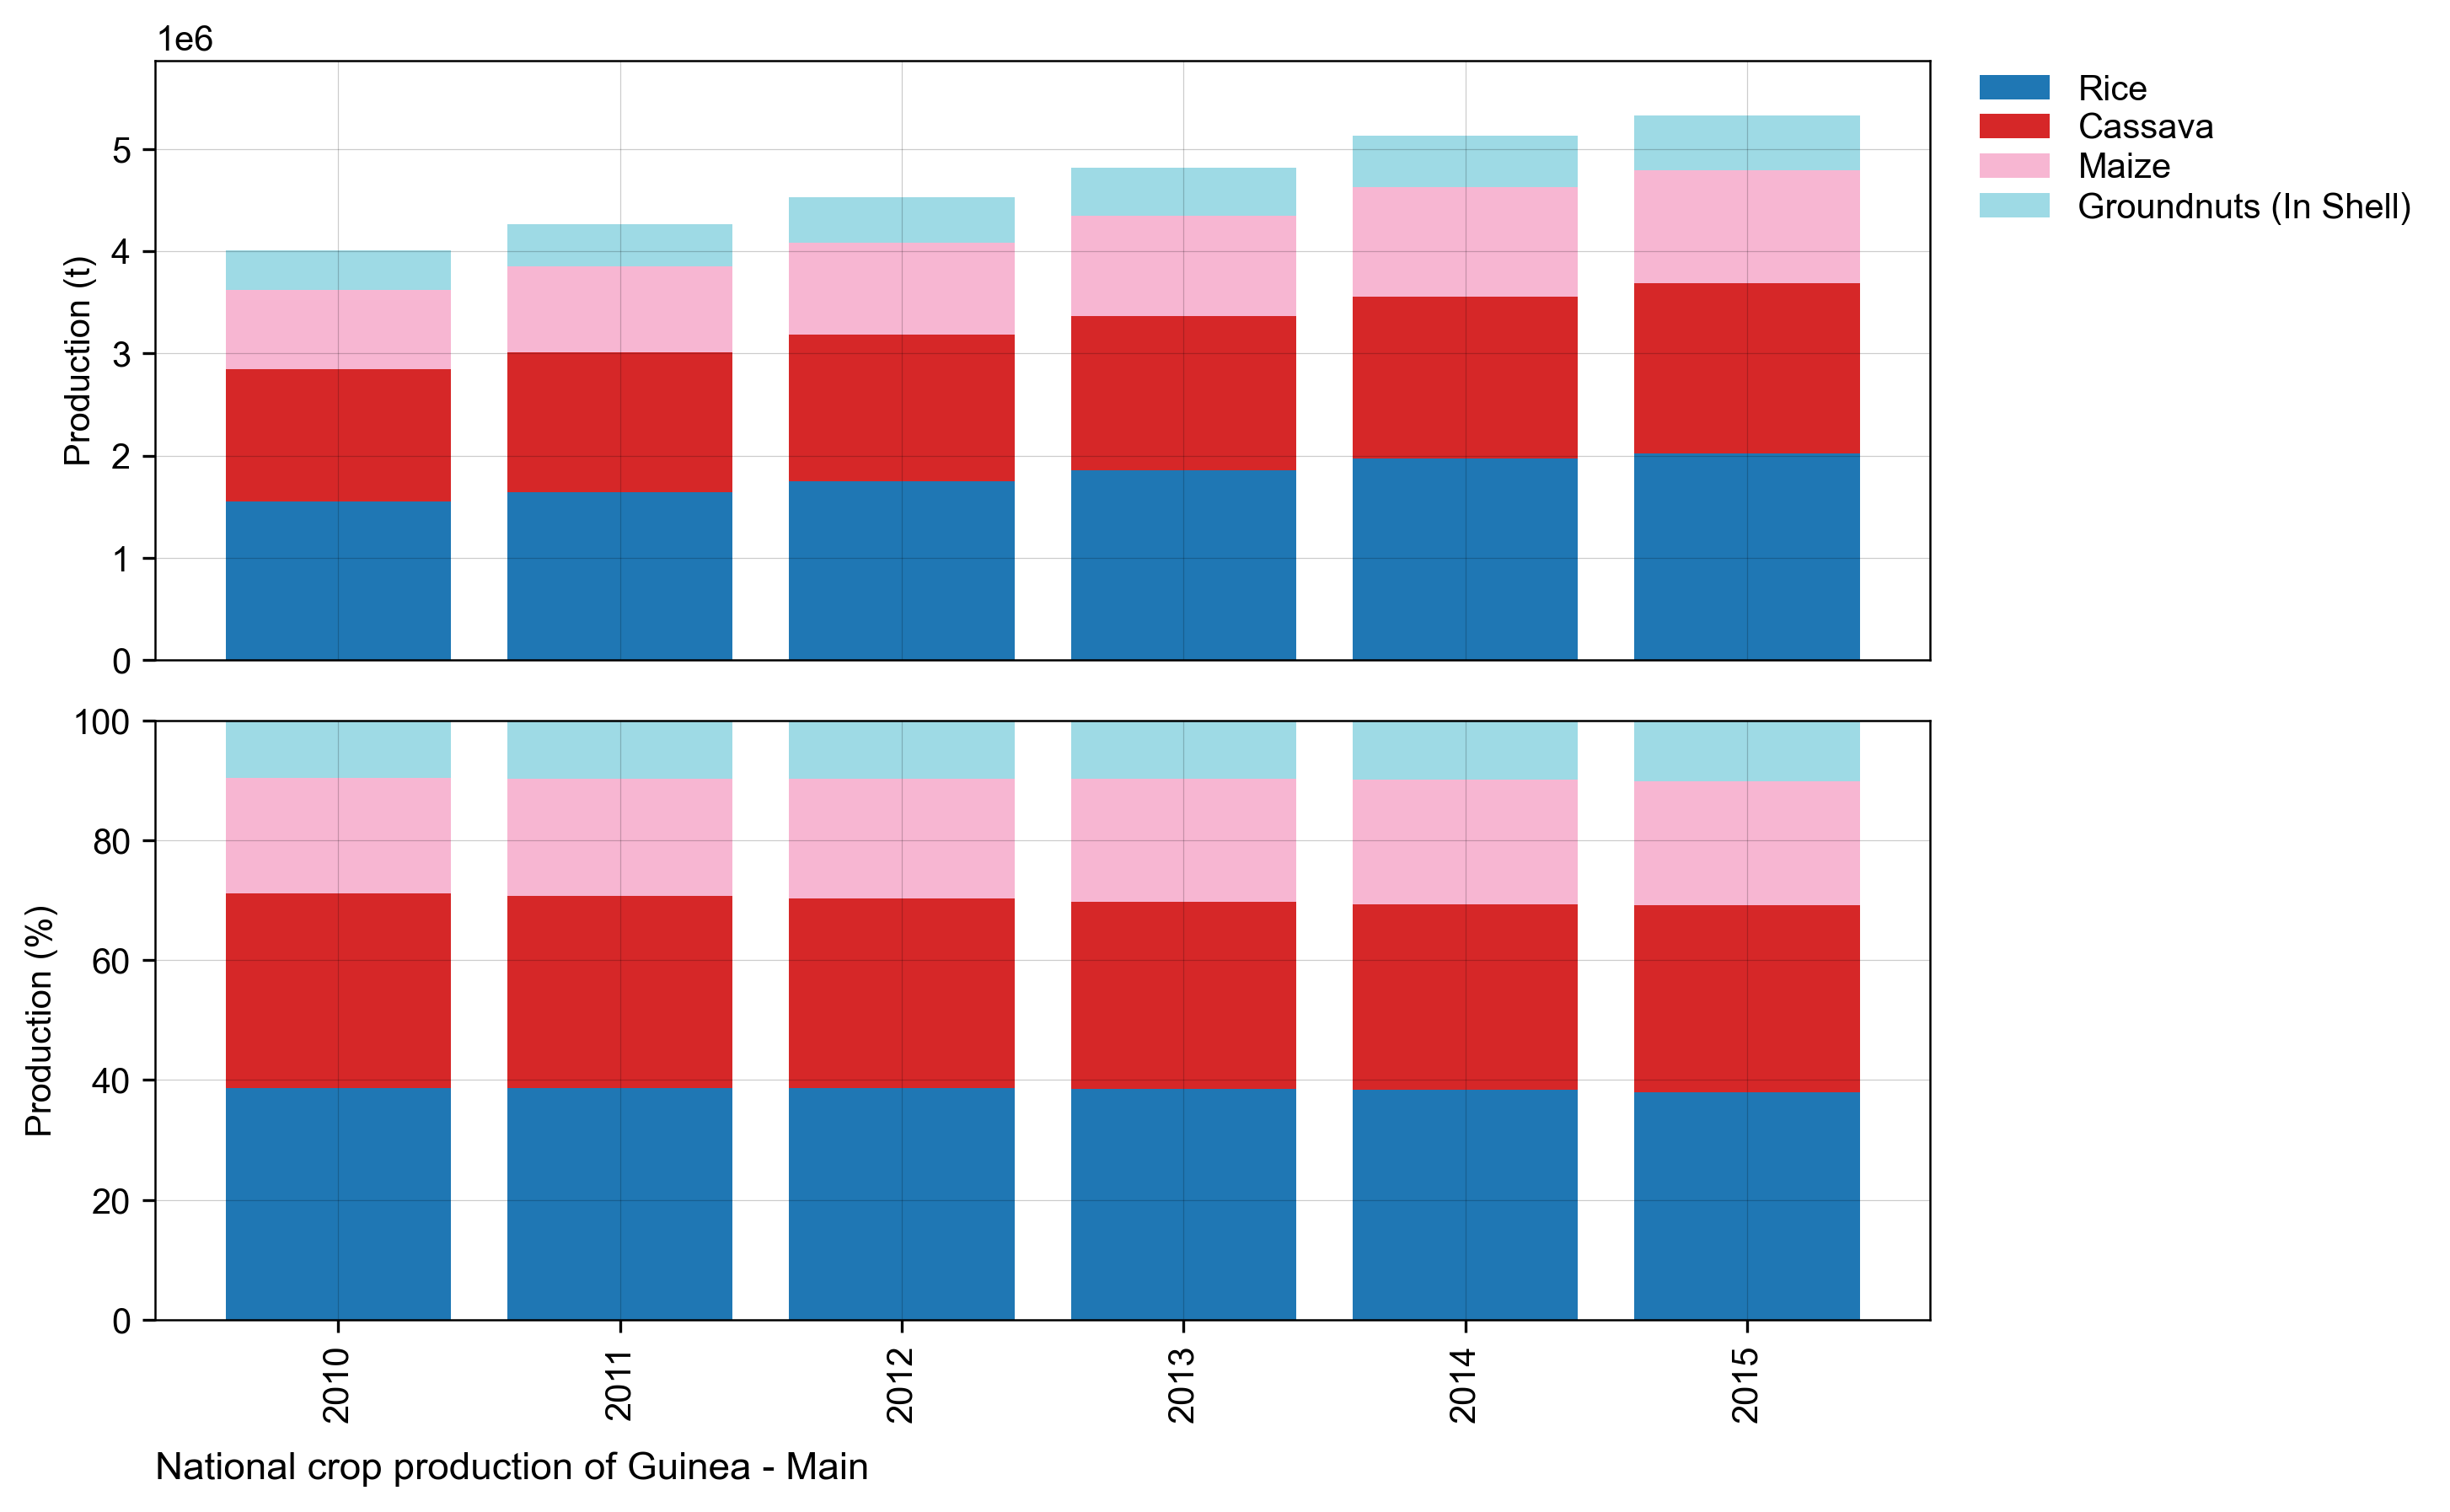 1e6
Production (t)
5
4
3
2
1
0
Rice
Cassava
Maize
Groundnuts (In Shell)
Production (%)
100
80
60
40
20
0
2010
2011
2012
2013
2014
2015
National crop production of Guinea - Main